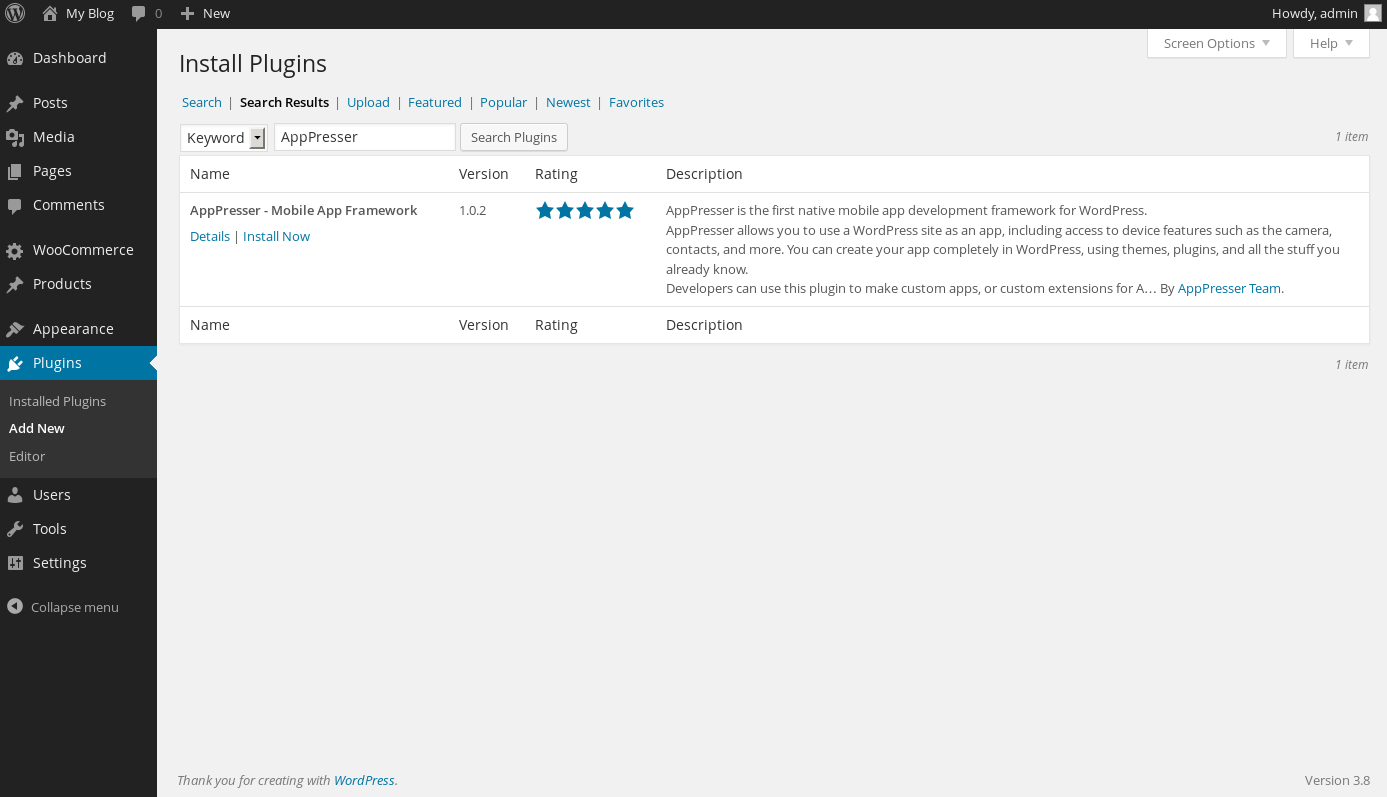 My Blog 0 New Howdy, admin
Screen Options Help
Dashboard
Posts
Media
Pages
Comments
WooCommerce
Products
Appearance
Plugins
Installed Plugins
Add New
Editor
Users
Tools
Settings
Collapse menu
Install Plugins
Search | Search Results | Upload | Featured | Popular | Newest | Favorites
Keyword AppPresser Search Plugins 1 item
Name Version Rating Description
AppPresser - Mobile App Framework 1.0.2
Details | Install Now
AppPresser is the first native mobile app development framework for WordPress.
AppPresser allows you to use a WordPress site as an app, including access to device features such as the camera,
contacts, and more. You can create your app completely in WordPress, using themes, plugins, and all the stuff you
already know.
Developers can use this plugin to make custom apps, or custom extensions for A… By AppPresser Team.
Name Version Rating Description
1 item
Thank you for creating with WordPress. Version 3.8